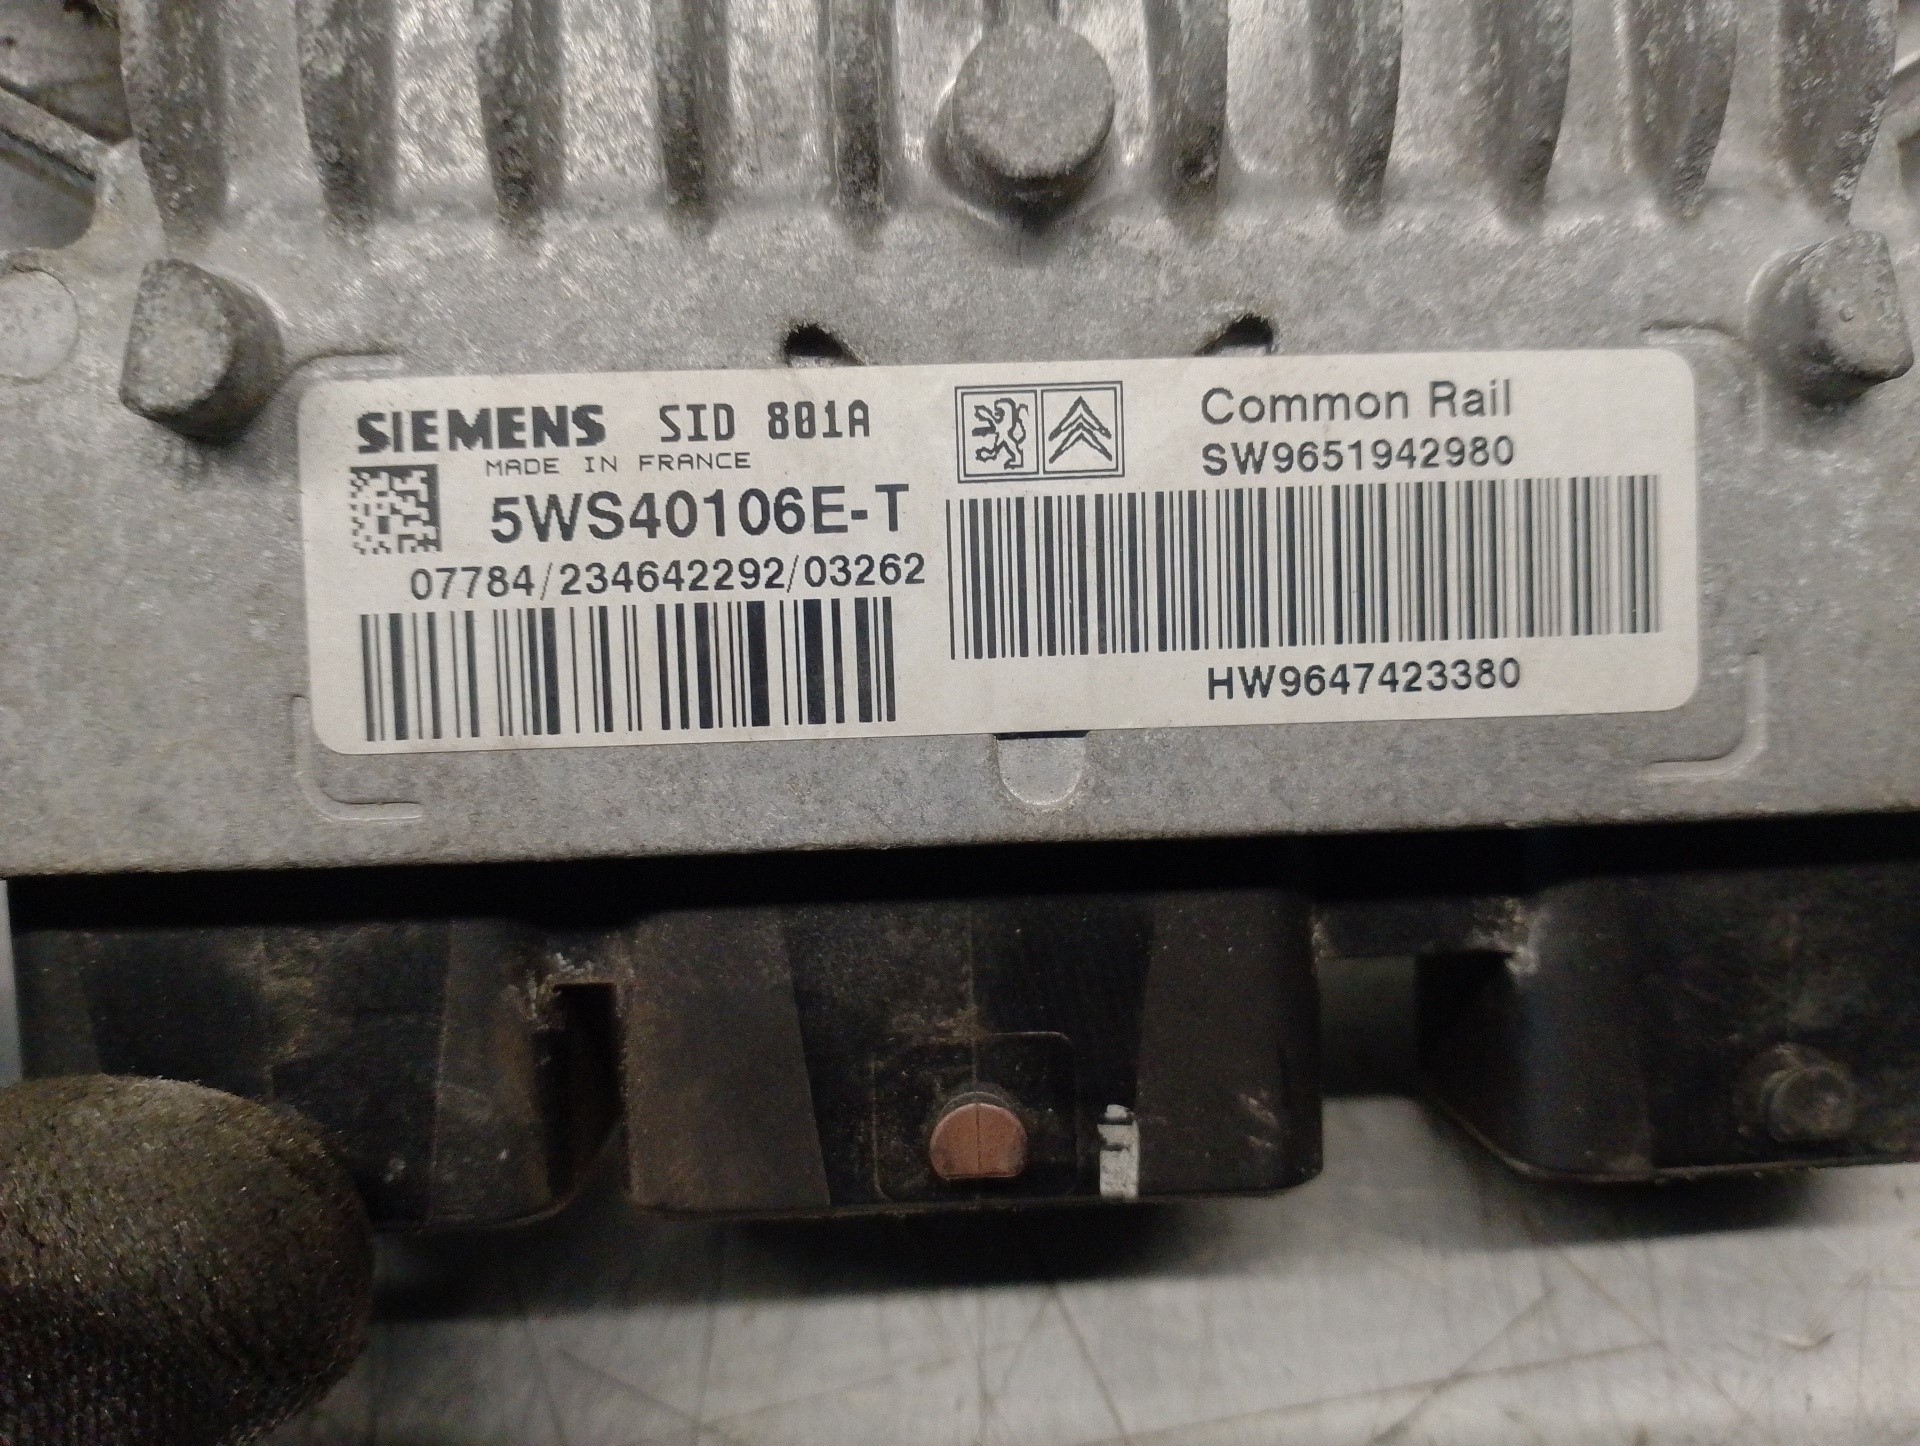 SIEMENS SID 801A
MADE IN FRANCE
5WS40106E-T
07784/234642292/03262
Common Rail
SW9651942980
HW9647423380